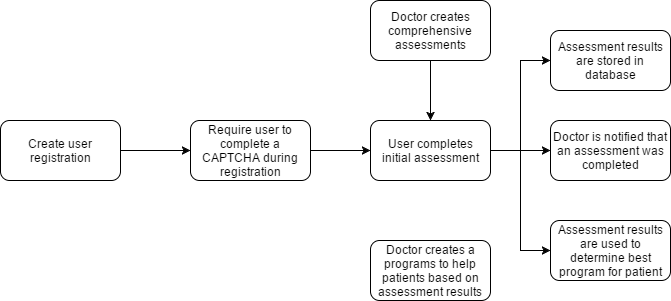 Doctor creates
comprehensive
assessments
Assessment results
are stored in
database
Create user
registration
Require user to
complete a
CAPTCHA during
registration
User completes
initial assessment
Doctor is notified that
an assessment was
completed
Doctor creates a
programs to help
patients based on
assessment results
Assessment results
are used to
determine best
program for patient